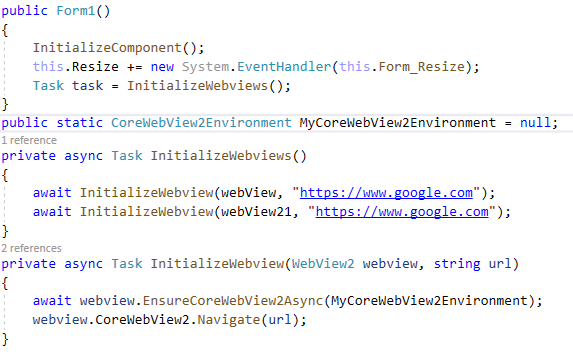 public Form1()
{
InitializeComponent();
this.Resize += new System.EventHandler(this.Form_Resize);
Task task = InitializeWebviews();
}
public static CoreWebView2Environment MyCoreWebView2Environment = null;
1 reference
private async Task InitializeWebviews()
{
await InitializeWebview(webView, "https://www.google.com");
await InitializeWebview(webView21, "https://www.google.com");
}
2 references
private async Task InitializeWebview(WebView2 webview, string url)
{
await webview.EnsureCoreWebView2Async(MyCoreWebView2Environment);
webview.CoreWebView2.Navigate(url);
}